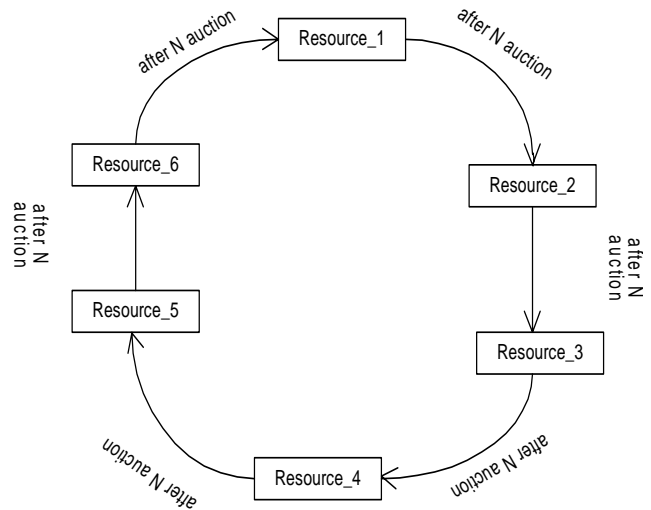 after N auction
Resource_1
after N auction
Resource_6
Resource_2
after N
auction
after N
auction
Resource_5
Resource_3
after N auction
after N auction
Resource_4